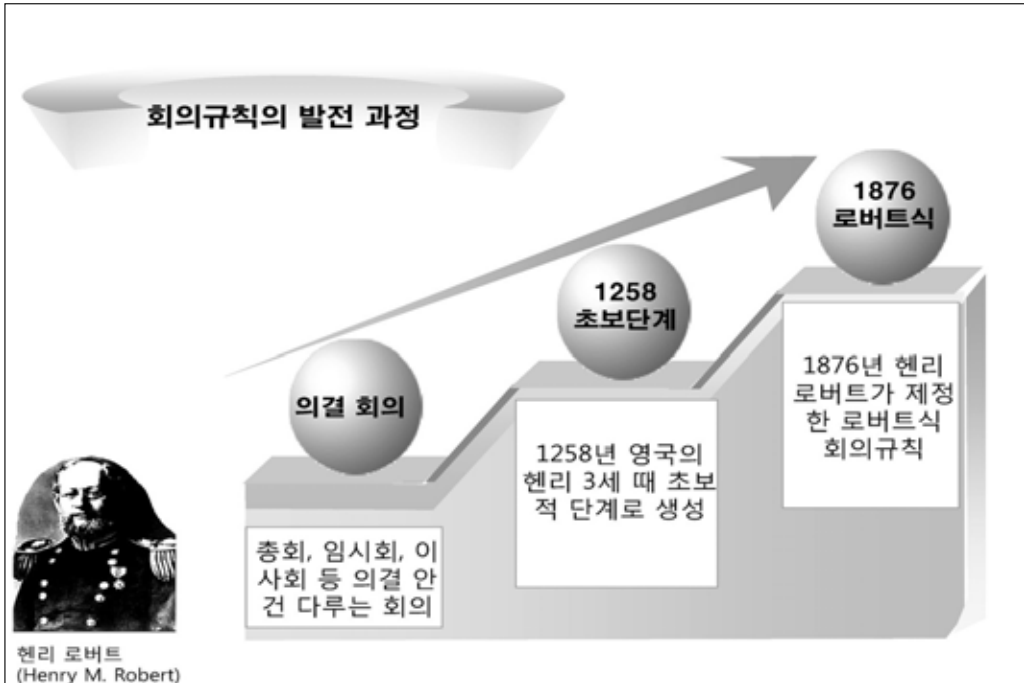 회의규칙의 발전 과정
1876
로버트식
1258
초보단계
의결 회의
1876년 헨리
로버트가 제정
한 로버트식
회의규칙
1258년 영국의
헨리 3세 때 초보
적 단계로 생성
총회, 임시회, 이
사회 등 의결 안
건 다루는 회의
헨리 로버트
(Henry M. Robert)